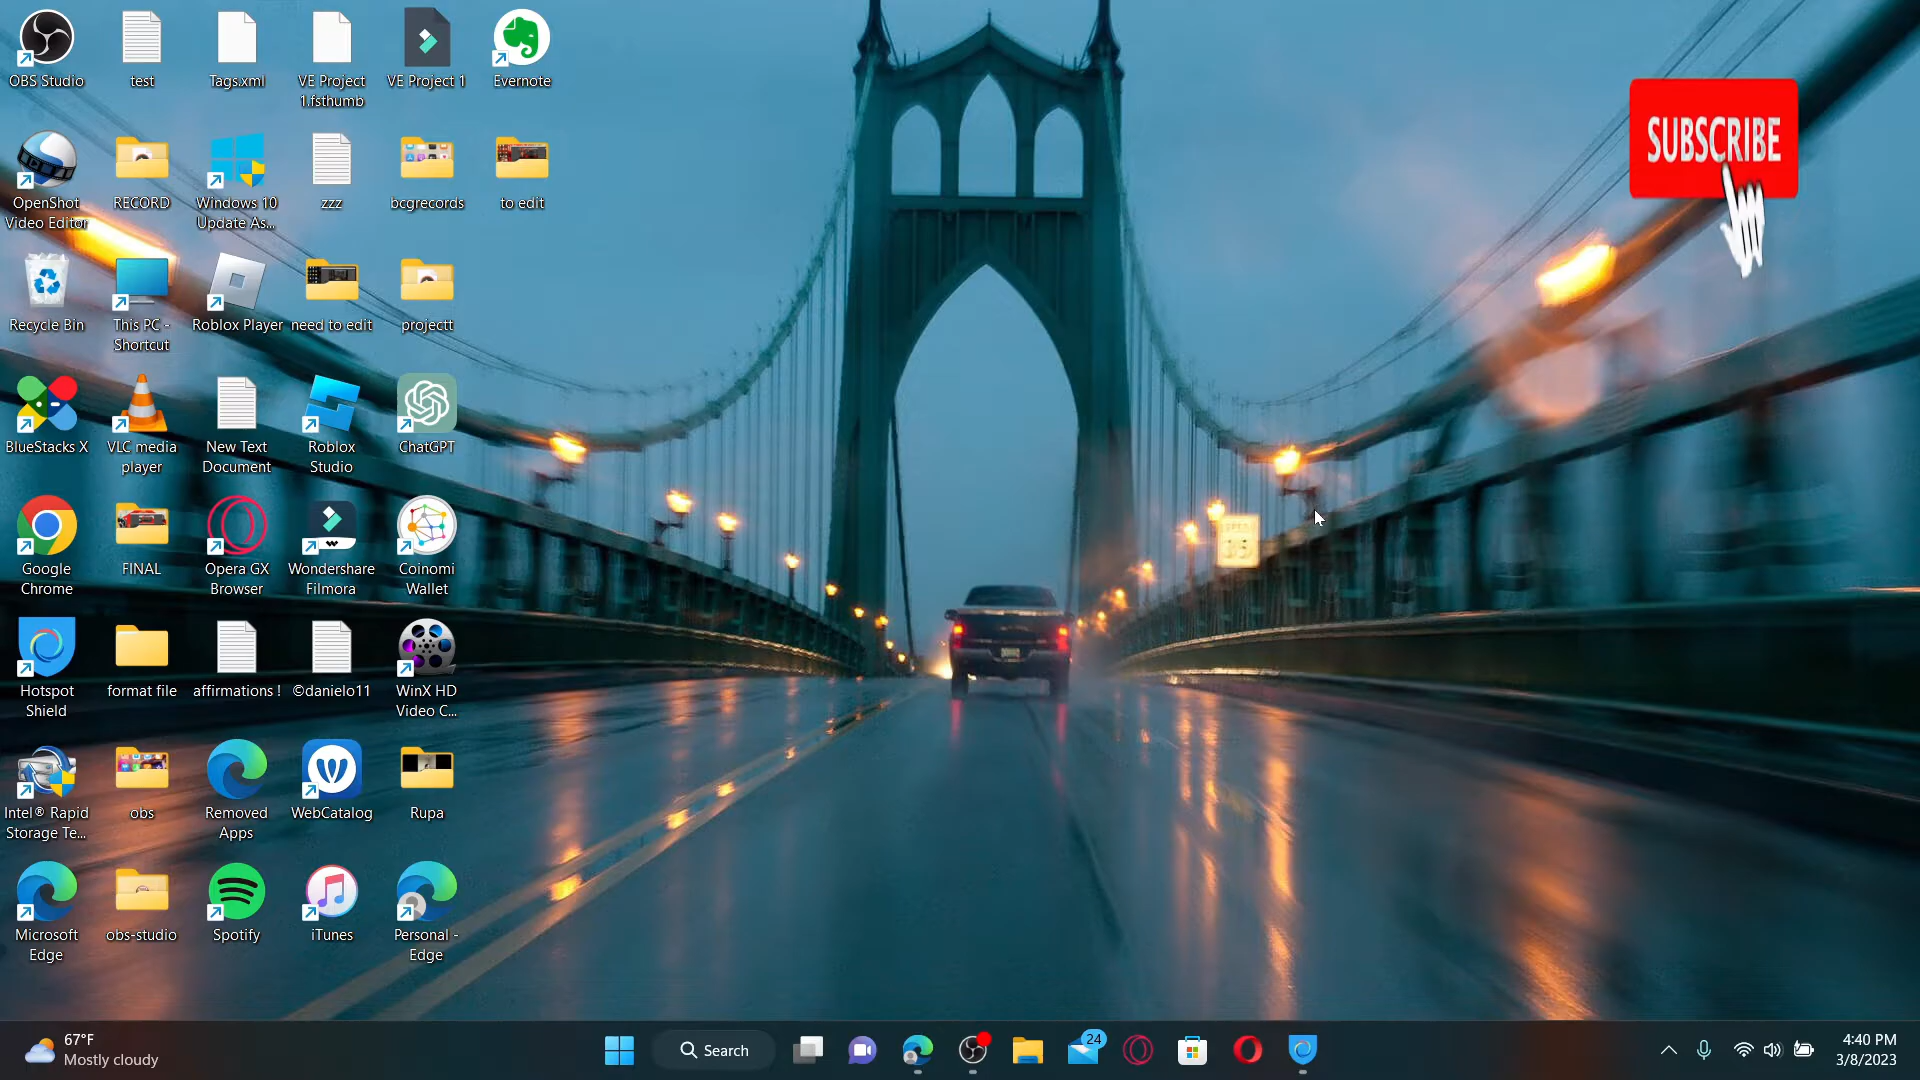 OBS Studio
test
Tags.xml
VE Project
1.fsthumb
VE Project 1
Evernote
SUBSCRIBE
OpenShot
Video Editor
RECORD
Windows 10
Update As...
zzz
bcgrecords
to edit
Recycle Bin
This PC -
Shortcut
Roblox Player
need to edit
projectt
BlueStacks X
VLC media
player
New Text
Document
Roblox
Studio
ChatGPT
Google
Chrome
FINAL
Opera GX
Browser
Wondershare
Filmora
Coinomi
Wallet
Hotspot
Shield
format file
affirmations !
©danielo11
WinX HD
Video C...
Intel® Rapid
Storage Te...
obs
Removed
Apps
WebCatalog
Rupa
Microsoft
Edge
obs-studio
Spotify
iTunes
Personal -
Edge
67°F
Mostly cloudy
Search
24
4:40 PM
3/8/2023